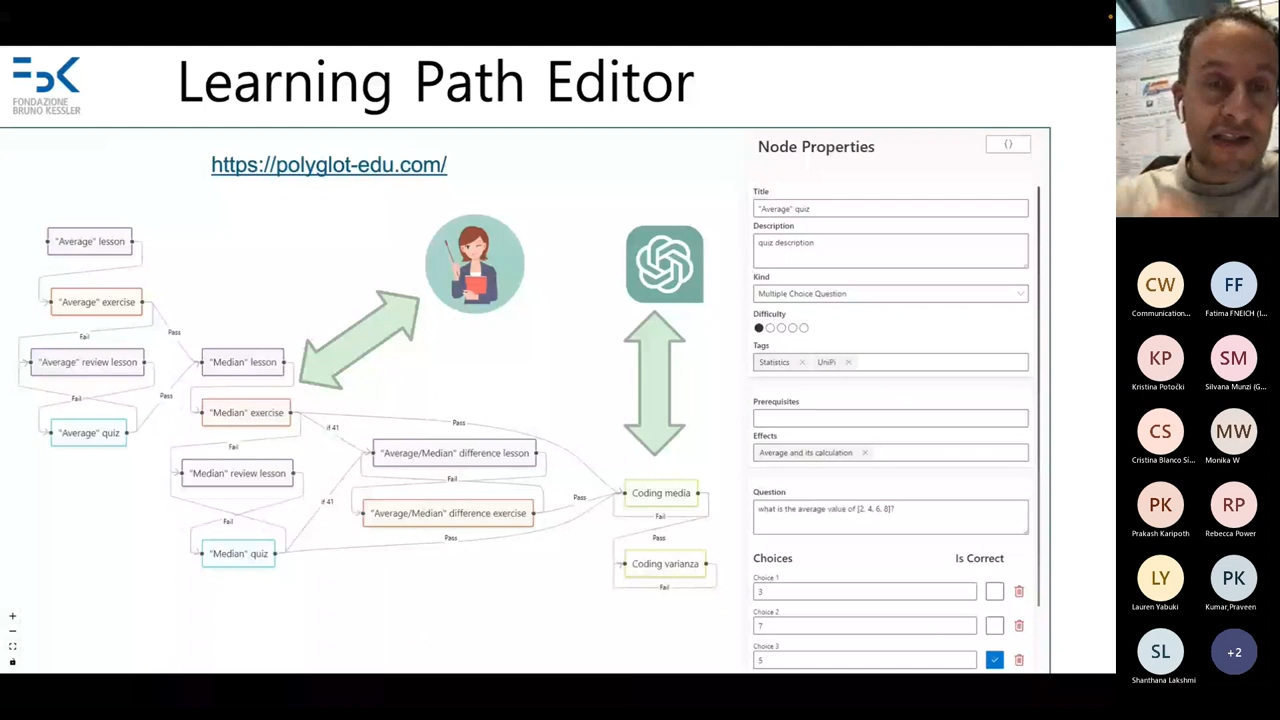 FBK
FONDAZIONE
BRUNO KESSLER
Learning Path Editor
https://polyglot-edu.com/
"Average" lesson
"Average" exercise
Fail
Pass
"Average" review lesson
Fail
Pass
"Average" quiz
"Median" lesson
"Median" exercise
if 41
Pass
Fail
"Median" review lesson
"Average/Median" difference lesson
Fail
if 41
"Average/Median" difference exercise
Pass
Fail
"Median" quiz
Pass
Coding media
Fail
Pass
Coding varianza
Fail
Node Properties
{}
Title
"Average" quiz
Description
quiz description
Kind
Multiple Choice Question
Difficulty
Tags
Statistics
UniPi
Prerequisites
Effects
Average and its calculation
Question
what is the average value of [2, 4, 6, 8]?
Choices Is Correct
Choice 1
3
Choice 2
7
Choice 3
5
CW
Communication...
FF
Fatima FNEICH (I...
KP
Kristina Potočki
SM
Silvana Munzi (G...
CS
Cristina Blanco Sí...
MW
Monika W
PK
Prakash Karipoth
RP
Rebecca Power
LY
Lauren Yabuki
PK
Kumar,Praveen
SL
Shanthana Lakshmi
+2